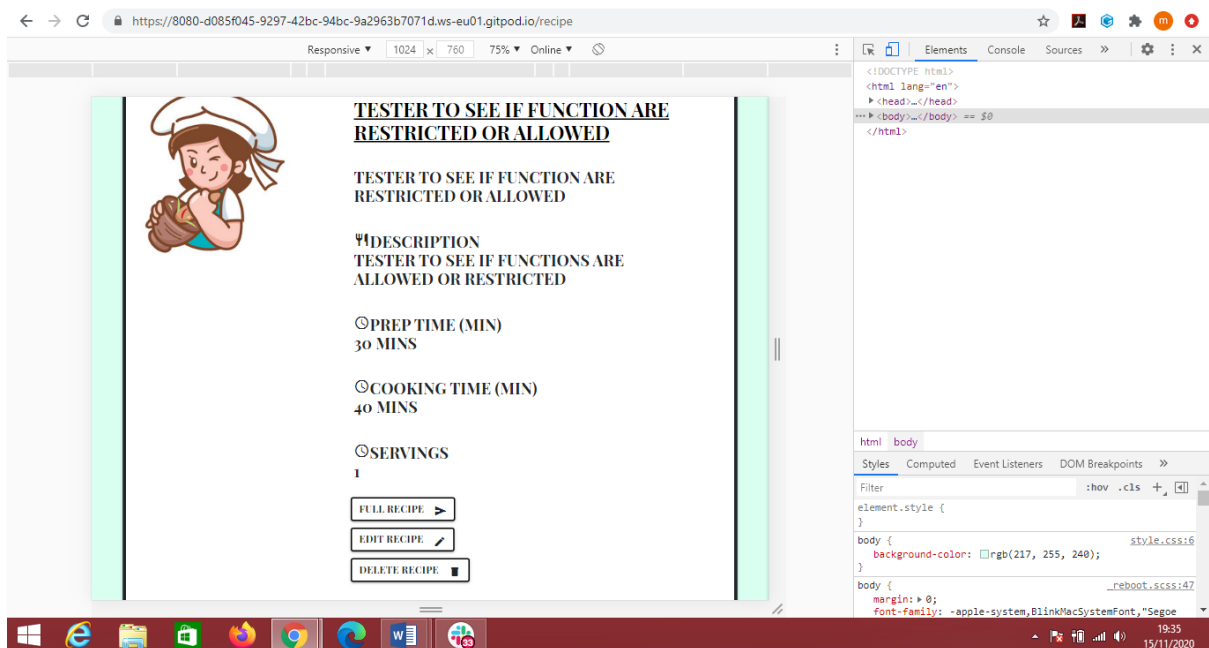 https://8080-d085f045-9297-42bc-94bc-9a2963b7071d.ws-eu01.gitpod.io/recipe
m
Responsive ▼ 1024 x 760 75% ▼ Online ▼
Elements Console Sources »
<!DOCTYPE html>
<html lang="en">
▶<head>…</head>
··· ▶<body>…</body> == $0
</html>
TESTER TO SEE IF FUNCTION ARE
RESTRICTED OR ALLOWED
TESTER TO SEE IF FUNCTION ARE
RESTRICTED OR ALLOWED
DESCRIPTION
TESTER TO SEE IF FUNCTIONS ARE
ALLOWED OR RESTRICTED
PREP TIME (MIN)
30 MINS
COOKING TIME (MIN)
40 MINS
SERVINGS
1
FULL RECIPE
EDIT RECIPE
DELETE RECIPE
html body
Styles Computed Event Listeners DOM Breakpoints »
Filter :hov .cls +
element.style {
}
body { style.css:6
background-color: rgb(217, 255, 240);
}
body { _reboot.scss:47
margin: ▶ 0;
font-family: -apple-system,BlinkMacSystemFont,"Segoe
33
19:35
15/11/2020